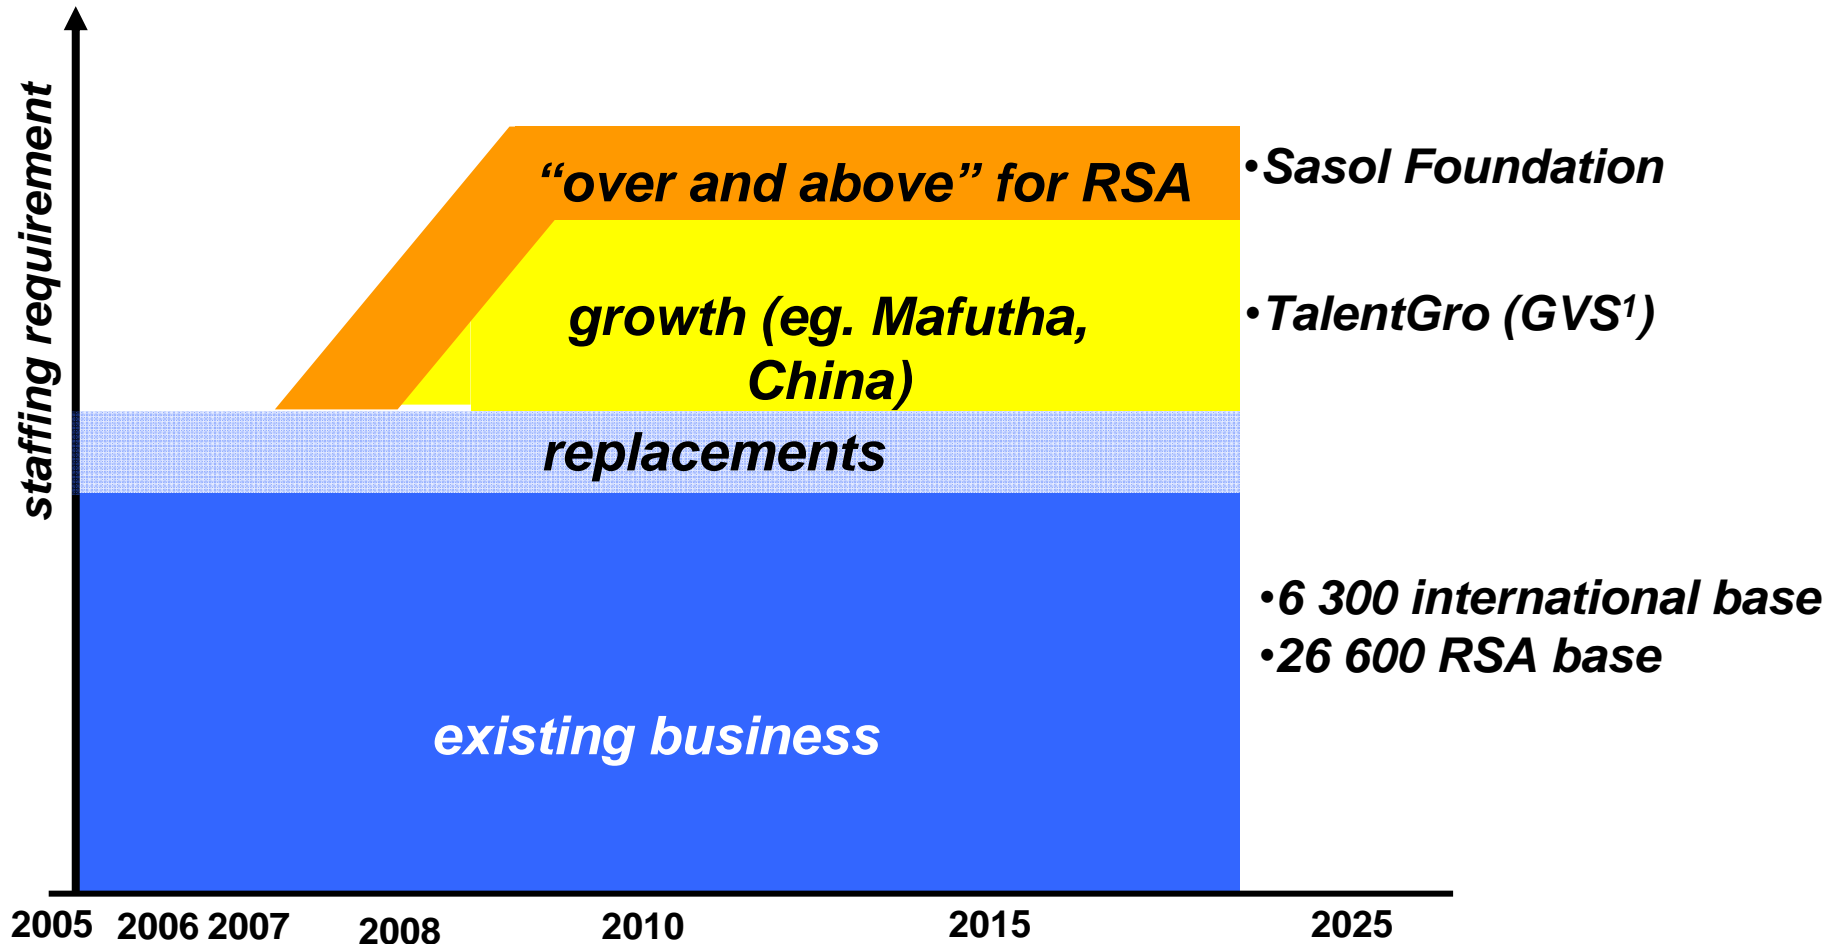 staffing requirement
“over and above” for RSA
•Sasol Foundation
growth (eg. Mafutha,
China)
•TalentGro (GVS¹)
replacements
•6 300 international base
•26 600 RSA base
existing business
2005 2006 2007 2008 2010 2015 2025